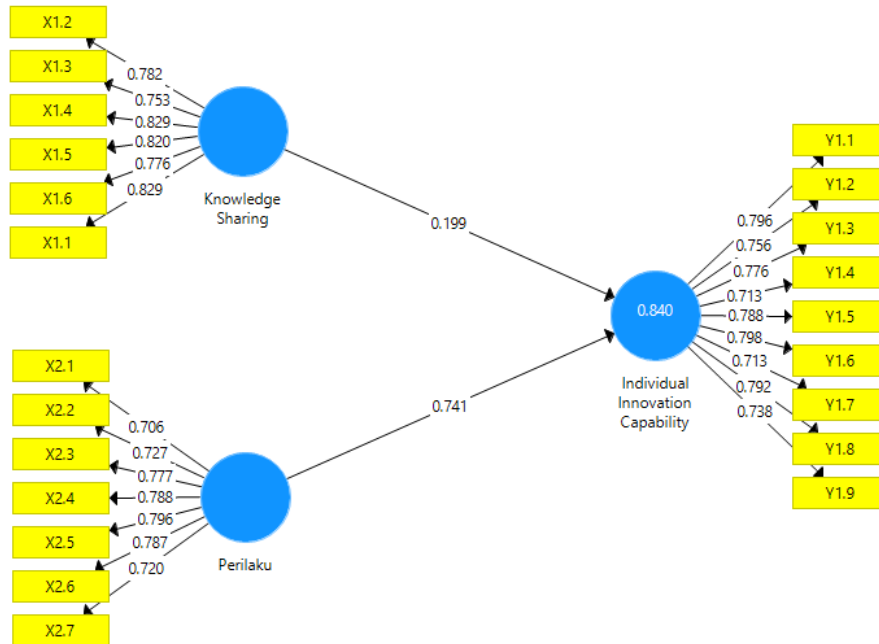 X1.2
X1.3
X1.4
X1.5
X1.6
X1.1
0.782
0.753
0.829
0.820
0.776
0.829
Knowledge
Sharing
0.199
X2.1
X2.2
X2.3
X2.4
X2.5
X2.6
X2.7
0.706
0.727
0.777
0.788
0.796
0.787
0.720
Perilaku
0.741
0.840
Individual
Innovation
Capability
0.796
0.756
0.776
0.713
0.788
0.798
0.713
0.792
0.738
Y1.1
Y1.2
Y1.3
Y1.4
Y1.5
Y1.6
Y1.7
Y1.8
Y1.9